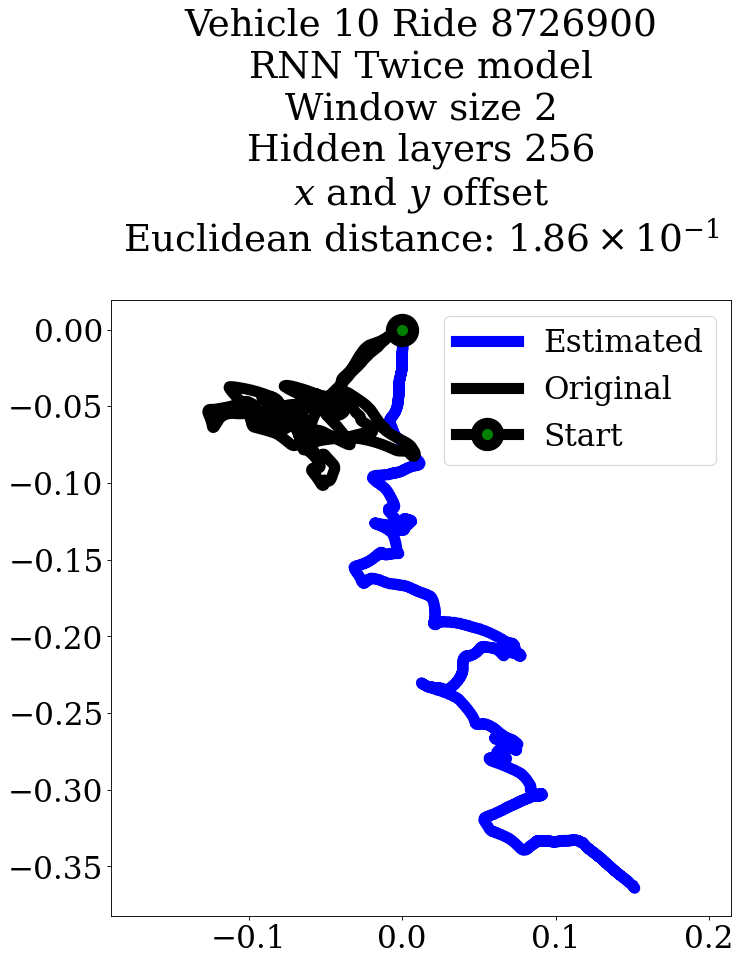 Vehicle 10 Ride 8726900
RNN Twice model
Window size 2
Hidden layers 256
x and y offset
Euclidean distance: 1.86 × 10⁻¹
Estimated
Original
Start
0.00
−0.05
−0.10
−0.15
−0.20
−0.25
−0.30
−0.35
−0.1 0.0 0.1 0.2